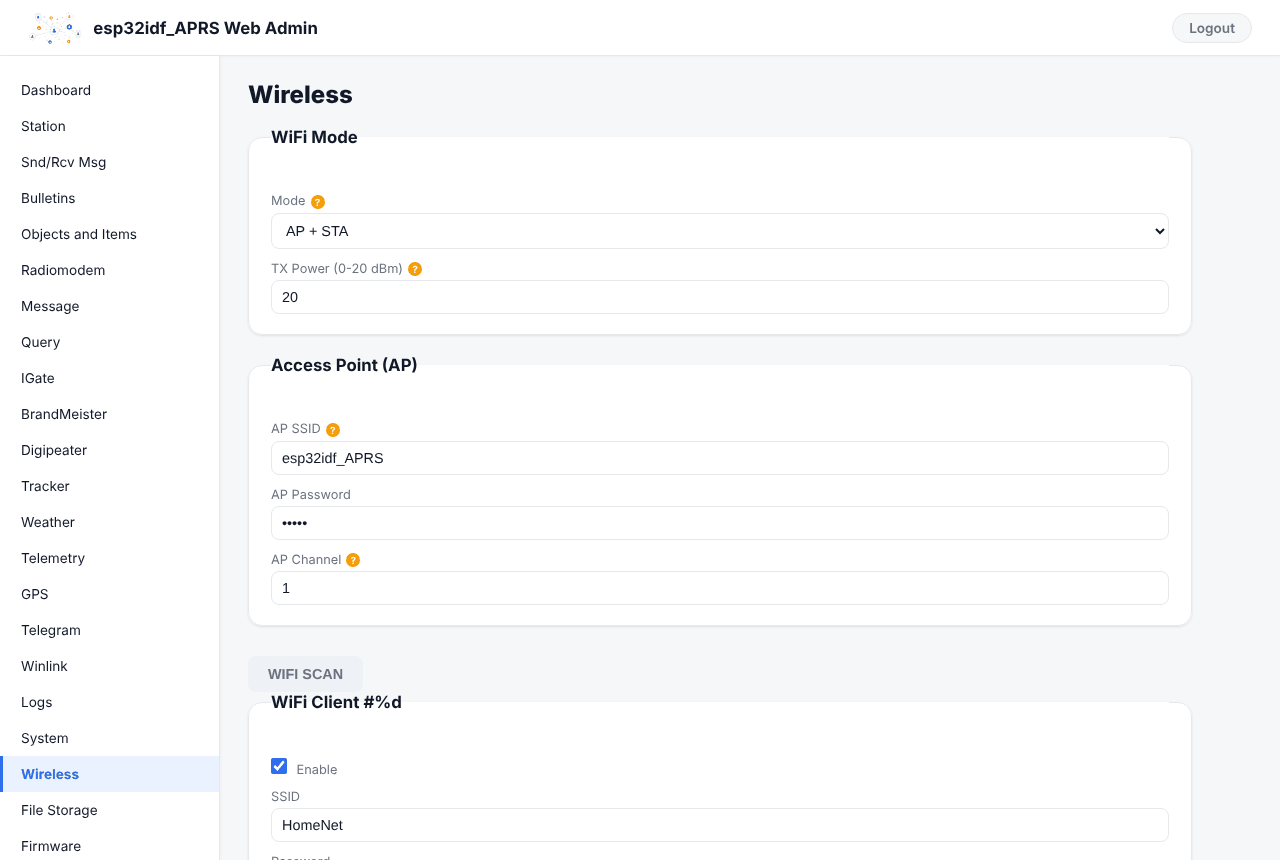 esp32idf_APRS Web Admin
Logout
Dashboard
Station
Snd/Rcv Msg
Bulletins
Objects and Items
Radiomodem
Message
Query
IGate
BrandMeister
Digipeater
Tracker
Weather
Telemetry
GPS
Telegram
Winlink
Logs
System
Wireless
File Storage
Firmware
Wireless
WiFi Mode
Mode ?
AP + STA
TX Power (0-20 dBm) ?
20
Access Point (AP)
AP SSID ?
esp32idf_APRS
AP Password
•••••
AP Channel ?
1
WIFI SCAN
WiFi Client #%d
Enable
SSID
HomeNet
Password